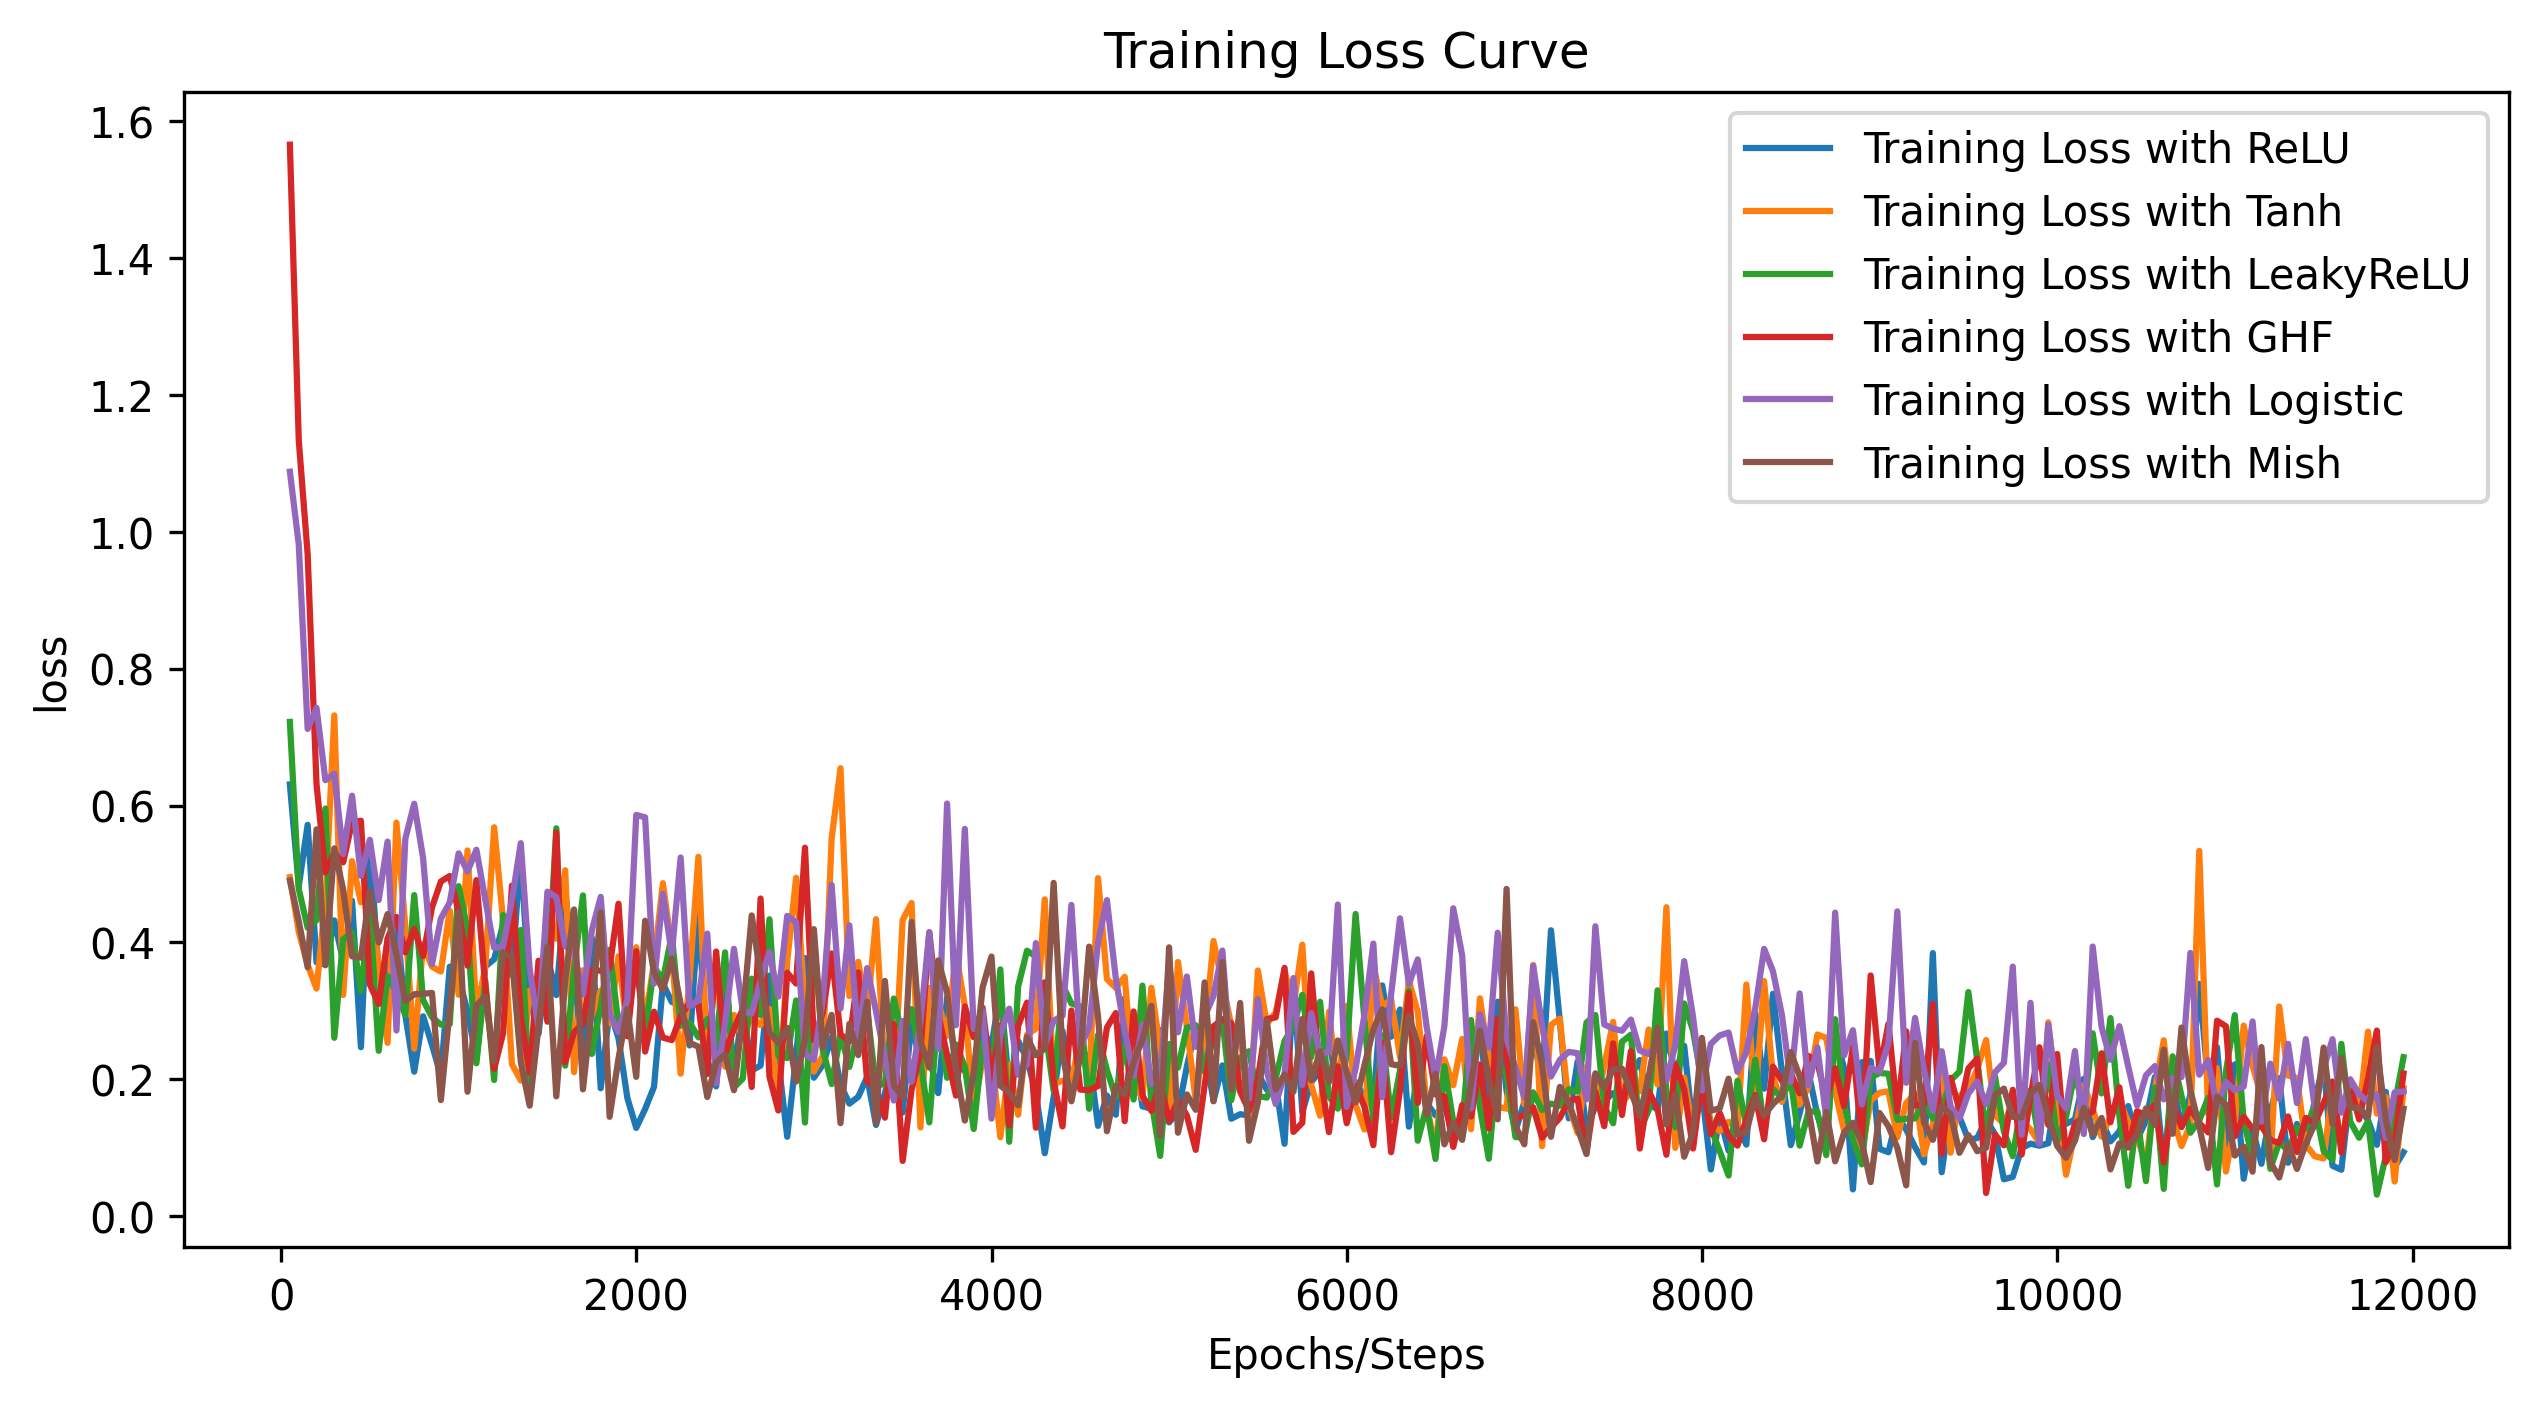 Training Loss Curve
1.6
1.4
1.2
1.0
0.8
0.6
0.4
0.2
0.0
loss
Training Loss with ReLU
Training Loss with Tanh
Training Loss with LeakyReLU
Training Loss with GHF
Training Loss with Logistic
Training Loss with Mish
0 2000 4000 6000 8000 10000 12000
Epochs/Steps